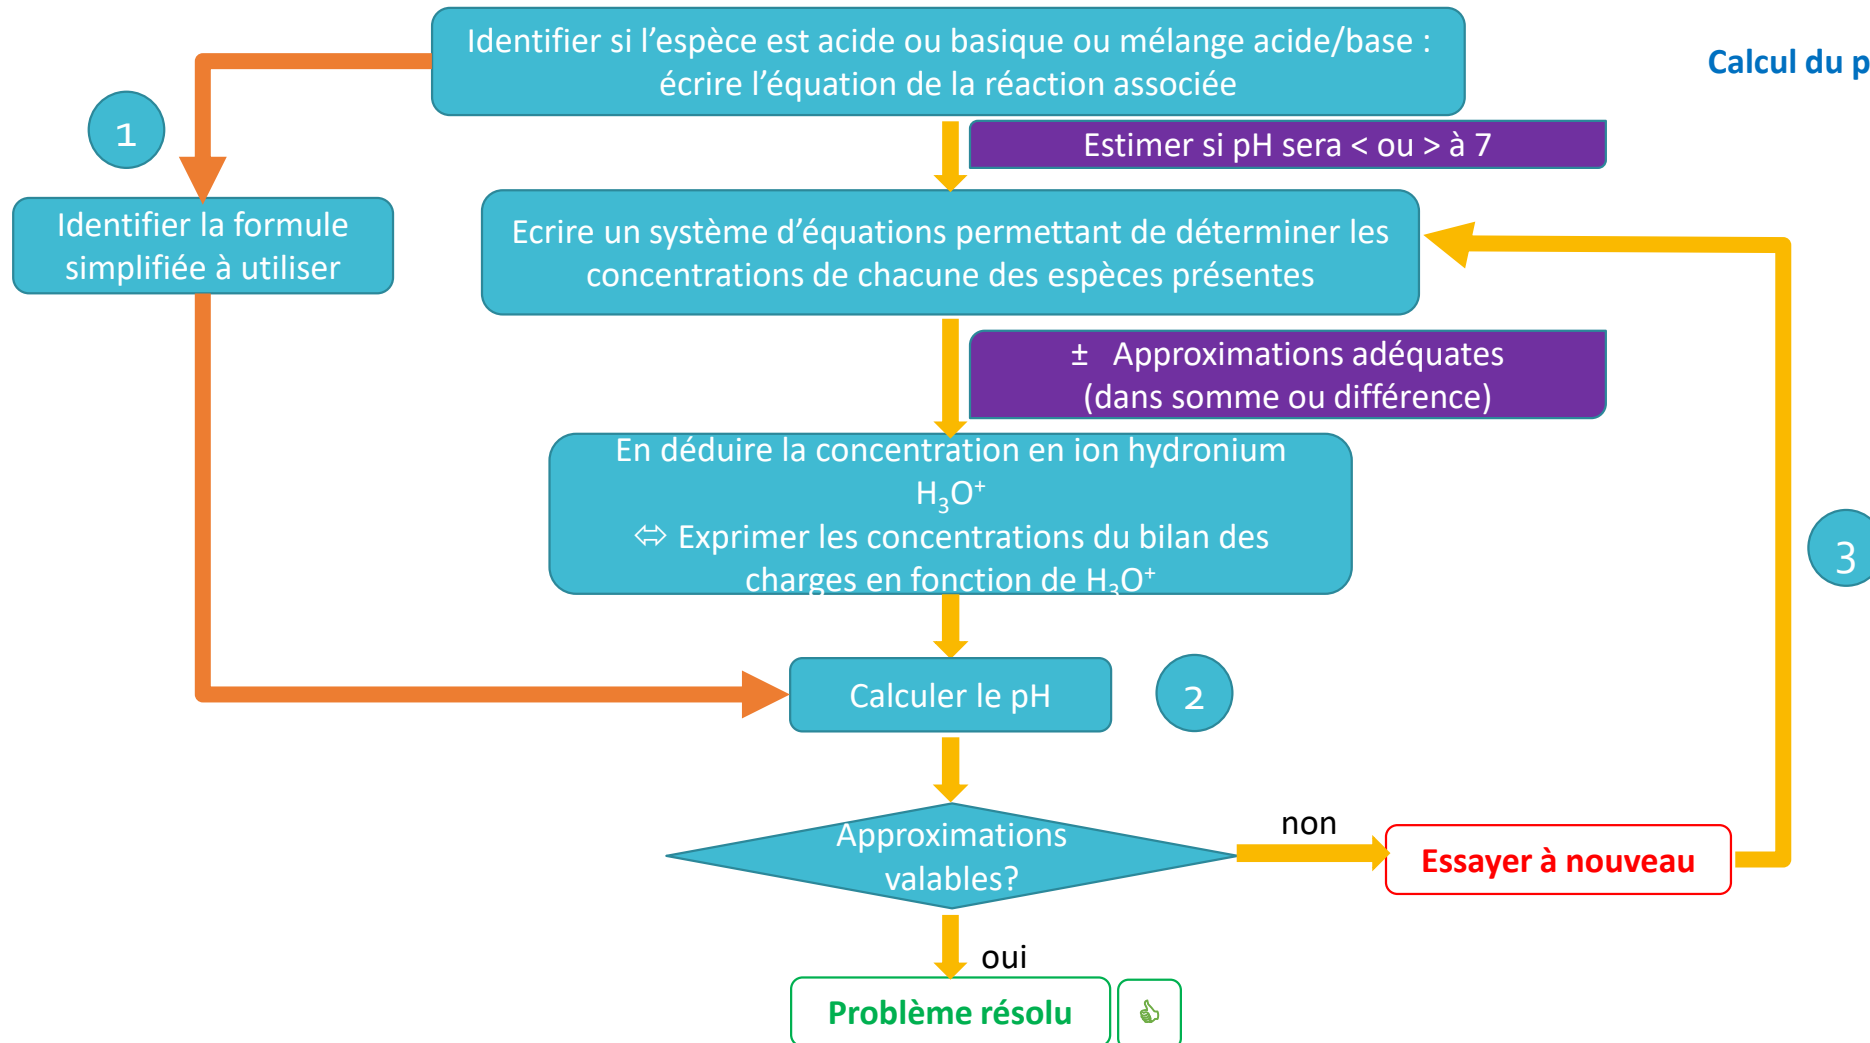 Identifier si l’espèce est acide ou basique ou mélange acide/base :
écrire l’équation de la réaction associée
Calcul du p
1
Estimer si pH sera < ou > à 7
Identifier la formule
simplifiée à utiliser
Ecrire un système d’équations permettant de déterminer les
concentrations de chacune des espèces présentes
± Approximations adéquates
(dans somme ou différence)
En déduire la concentration en ion hydronium
H₃O⁺
⇔ Exprimer les concentrations du bilan des
charges en fonction de H₃O⁺
3
Calculer le pH
2
Approximations
valables?
non
Essayer à nouveau
oui
Problème résolu